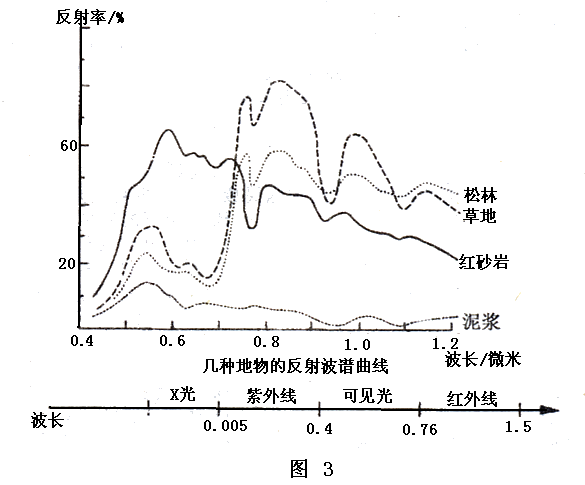 反射率/%
60
20
松林
草地
红砂岩
泥浆
0.4 0.6 0.8 1.0 1.2
波长/微米
几种地物的反射波谱曲线
X光 紫外线 可见光 红外线
波长 0.005 0.4 0.76 1.5
图 3